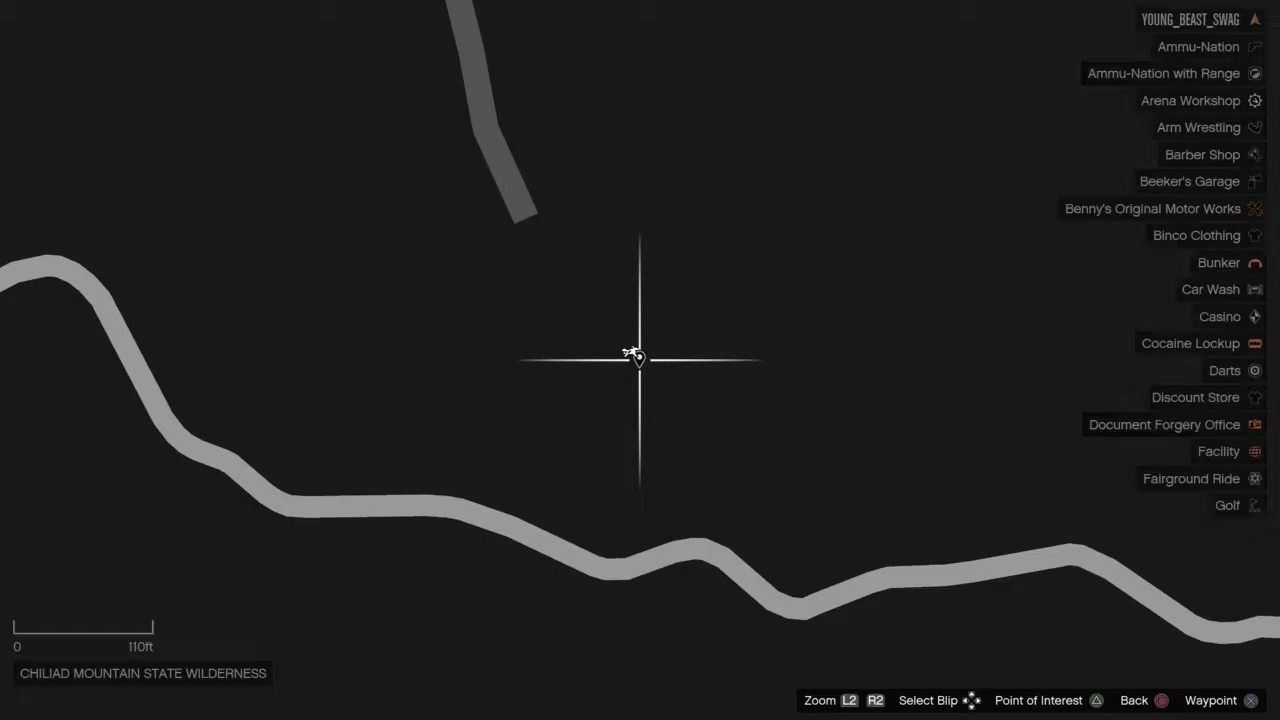 YOUNG_BEAST_SWAG
Ammu-Nation
Ammu-Nation with Range
Arena Workshop
Arm Wrestling
Barber Shop
Beeker's Garage
Benny's Original Motor Works
Binco Clothing
Bunker
Car Wash
Casino
Cocaine Lockup
Darts
Discount Store
Document Forgery Office
Facility
Fairground Ride
Golf
0 110ft
CHILIAD MOUNTAIN STATE WILDERNESS
Zoom L2 R2 Select Blip Point of Interest Back Waypoint